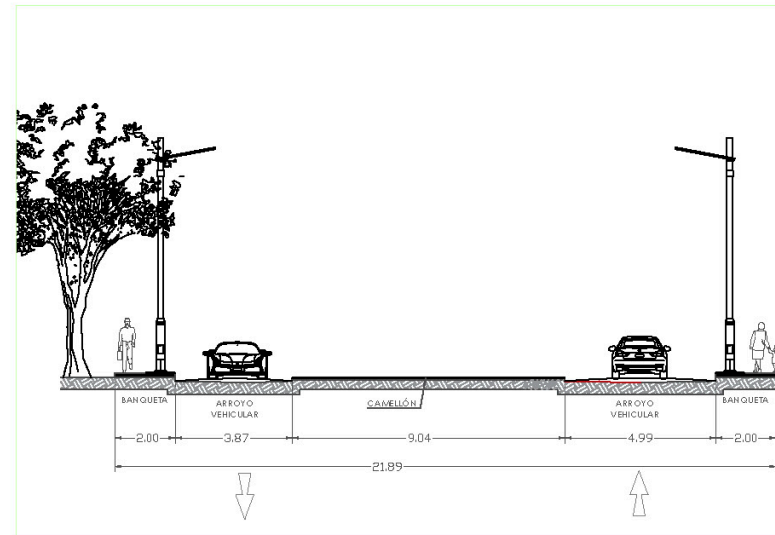 BANQUETA
ARROYO
VEHICULAR
CAMELLÓN
ARROYO
VEHICULAR
BANQUETA
2.00
3.87
9.04
4.99
2.00
21.89